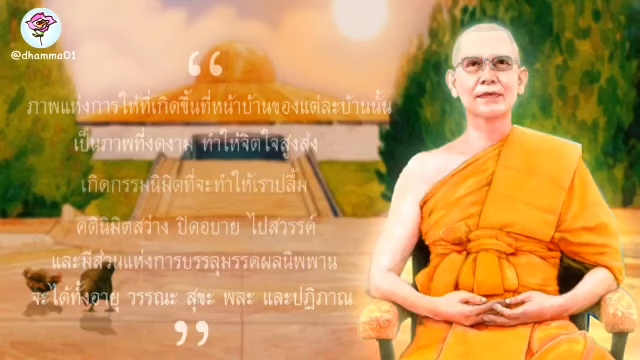 @dhamma01
“
ภาพแห่งการให้ที่เกิดขึ้นที่หน้าบ้านของแต่ละบ้านนั้น
เป็นภาพที่งดงาม ทำให้จิตใจสูงส่ง
เกิดกรรมนิมิตที่จะทำให้เราปลื้ม
คตินิมิตสว่าง ปิดอบาย ไปสวรรค์
และมีส่วนแห่งการบรรลุมรรคผลนิพพาน
จะได้ทั้งอายุ วรรณะ สุขะ พละ และปฏิภาณ
”